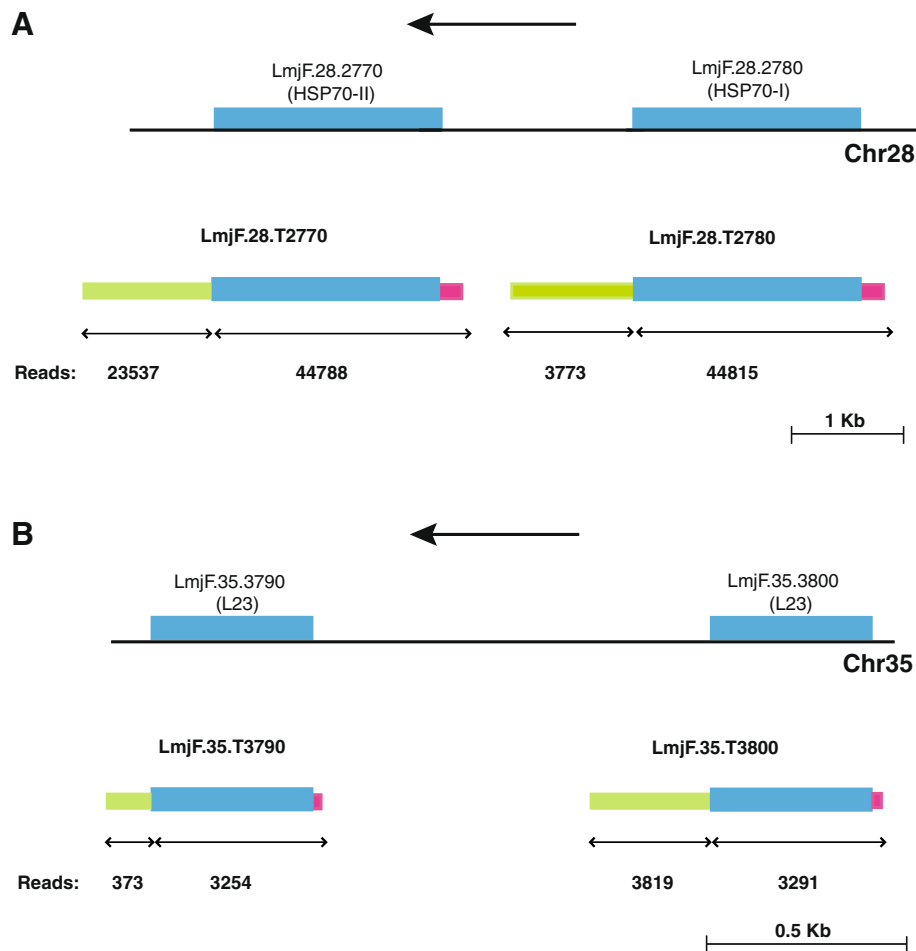 A
LmjF.28.2770
(HSP70-II)
LmjF.28.2780
(HSP70-I)
Chr28
LmjF.28.T2770
LmjF.28.T2780
Reads: 23537 44788 3773 44815
1 Kb
B
LmjF.35.3790
(L23)
LmjF.35.3800
(L23)
Chr35
LmjF.35.T3790
LmjF.35.T3800
Reads: 373 3254 3819 3291
0.5 Kb